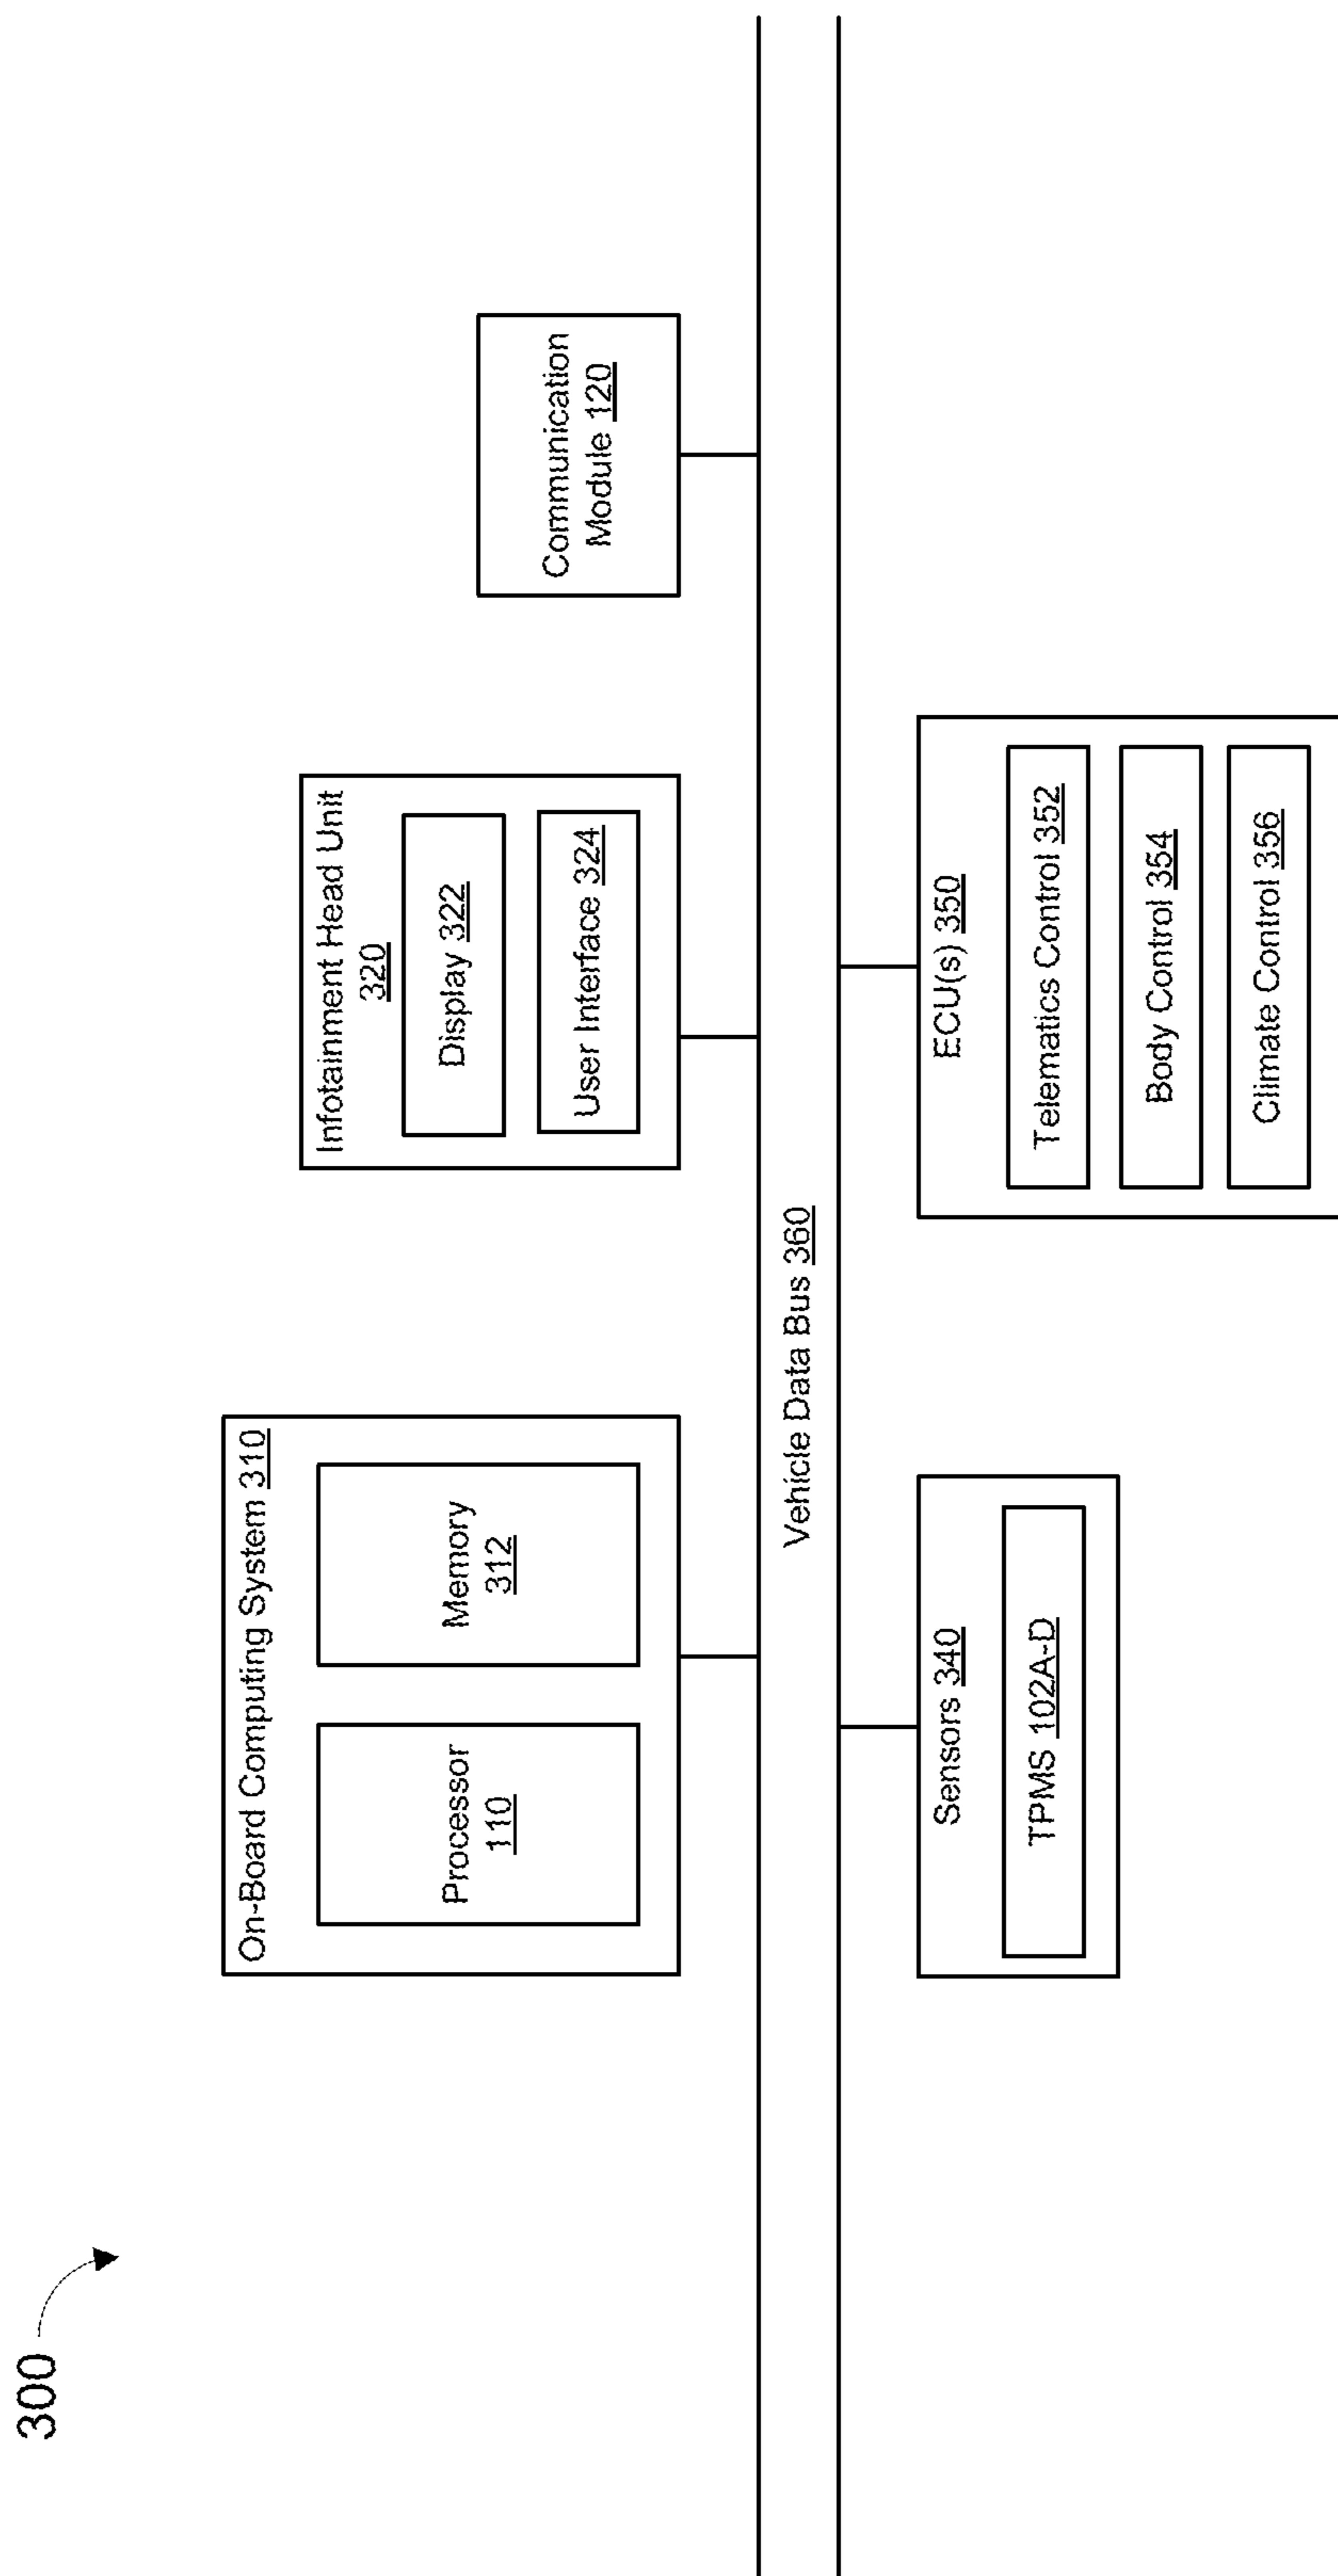 300
On-Board Computing System 310
Processor
110
Memory
312
Infotainment Head Unit
320
Display 322
User Interface 324
Communication
Module 120
Vehicle Data Bus 360
Sensors 340
TPMS 102A-D
ECU(s) 350
Telematics Control 352
Body Control 354
Climate Control 356